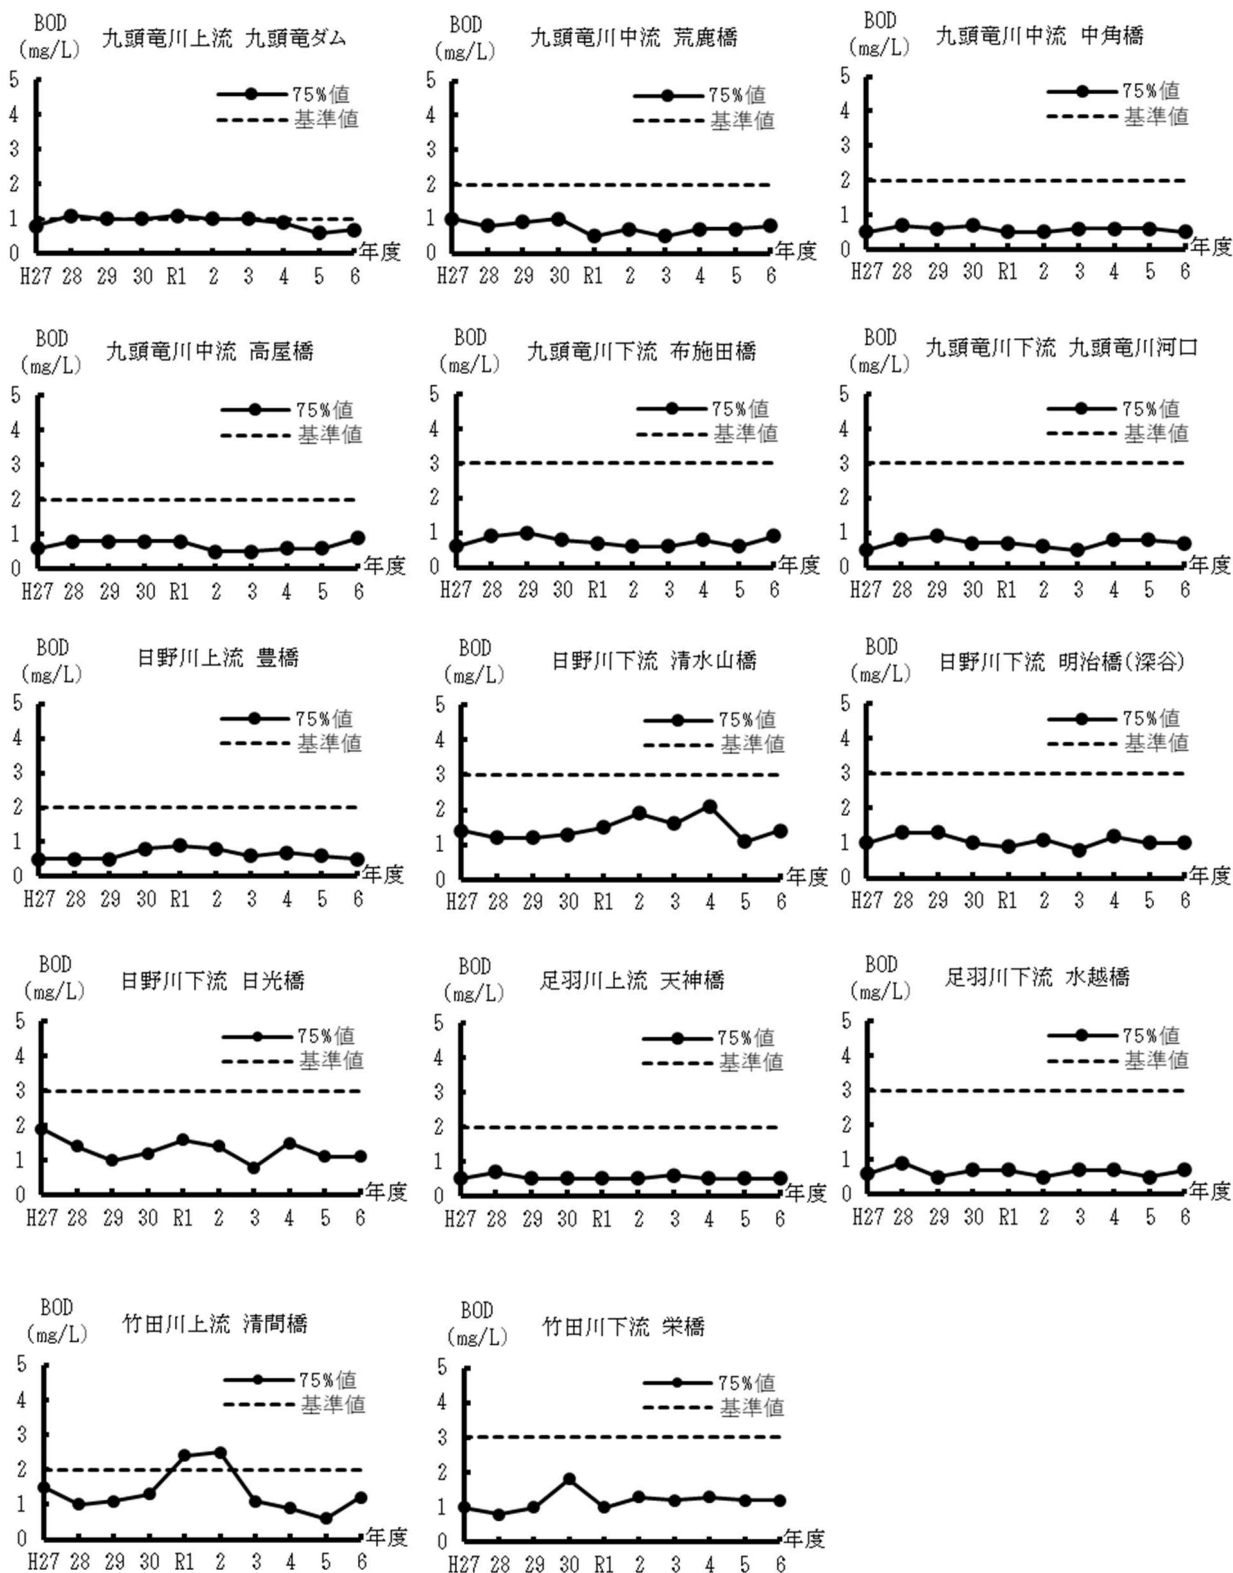 BOD
(mg/L)
九頭竜川上流 九頭竜ダム
5
4
3
2
1
0
75%値
基準値
H27 28 29 30 R1 2 3 4 5 6
年度
BOD
(mg/L)
九頭竜川中流 荒鹿橋
5
4
3
2
1
0
75%値
基準値
H27 28 29 30 R1 2 3 4 5 6
年度
BOD
(mg/L)
九頭竜川中流 中角橋
5
4
3
2
1
0
75%値
基準値
H27 28 29 30 R1 2 3 4 5 6
年度
BOD
(mg/L)
九頭竜川中流 高屋橋
5
4
3
2
1
0
75%値
基準値
H27 28 29 30 R1 2 3 4 5 6
年度
BOD
(mg/L)
九頭竜川下流 布施田橋
5
4
3
2
1
0
75%値
基準値
H27 28 29 30 R1 2 3 4 5 6
年度
BOD
(mg/L)
九頭竜川下流 九頭竜川河口
5
4
3
2
1
0
75%値
基準値
H27 28 29 30 R1 2 3 4 5 6
年度
BOD
(mg/L)
日野川上流 豊橋
5
4
3
2
1
0
75%値
基準値
H27 28 29 30 R1 2 3 4 5 6
年度
BOD
(mg/L)
日野川下流 清水山橋
5
4
3
2
1
0
75%値
基準値
H27 28 29 30 R1 2 3 4 5 6
年度
BOD
(mg/L)
日野川下流 明治橋(深谷)
5
4
3
2
1
0
75%値
基準値
H27 28 29 30 R1 2 3 4 5 6
年度
BOD
(mg/L)
日野川下流 日光橋
5
4
3
2
1
0
75%値
基準値
H27 28 29 30 R1 2 3 4 5 6
年度
BOD
(mg/L)
足羽川上流 天神橋
5
4
3
2
1
0
75%値
基準値
H27 28 29 30 R1 2 3 4 5 6
年度
BOD
(mg/L)
足羽川下流 水越橋
5
4
3
2
1
0
75%値
基準値
H27 28 29 30 R1 2 3 4 5 6
年度
BOD
(mg/L)
竹田川上流 清間橋
5
4
3
2
1
0
75%値
基準値
H27 28 29 30 R1 2 3 4 5 6
年度
BOD
(mg/L)
竹田川下流 栄橋
5
4
3
2
1
0
75%値
基準値
H27 28 29 30 R1 2 3 4 5 6
年度